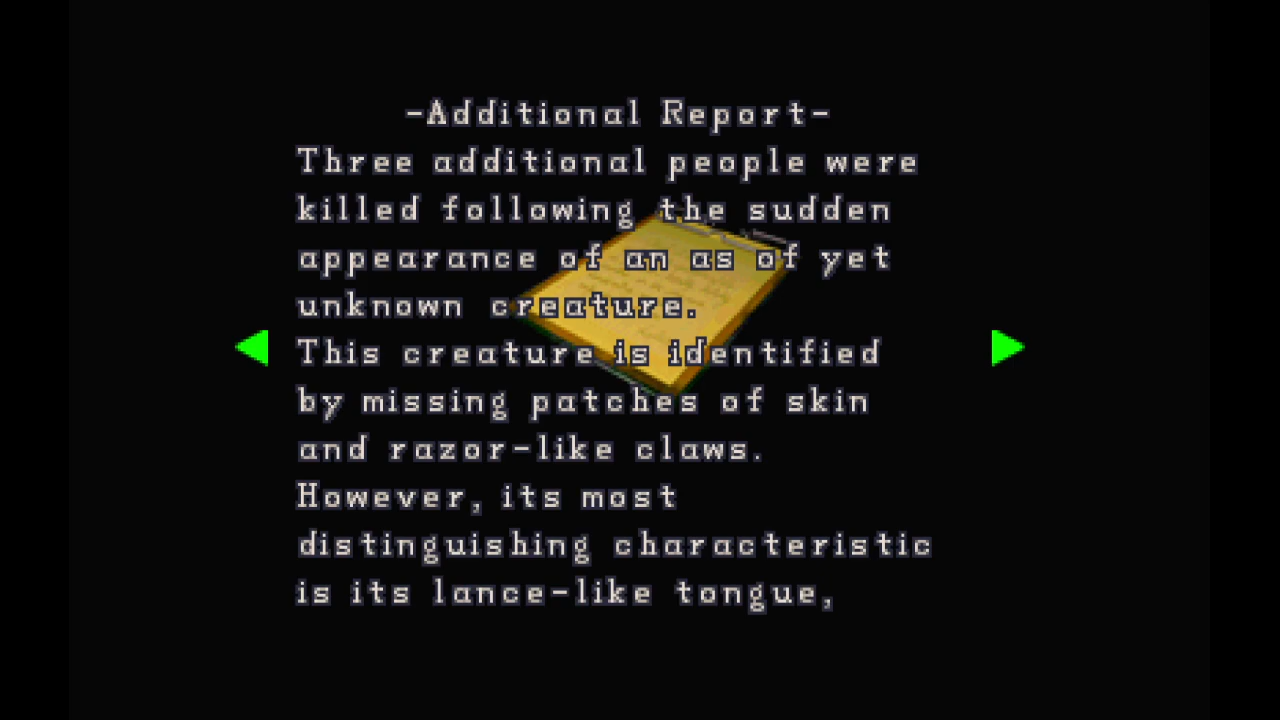 -Additional Report-
Three additional people were
killed following the sudden
appearance of an as of yet
unknown creature.
This creature is identified
by missing patches of skin
and razor-like claws.
However, its most
distinguishing characteristic
is its lance-like tongue,